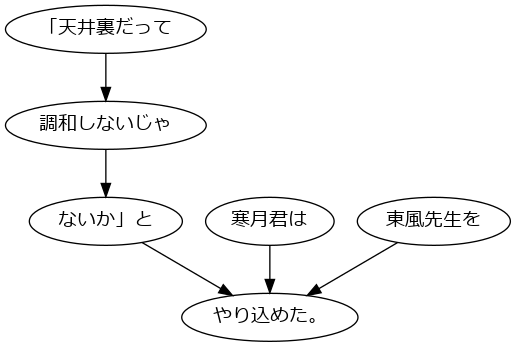 「天井裏だって
調和しないじゃ
ないか」と
寒月君は
東風先生を
やり込めた。